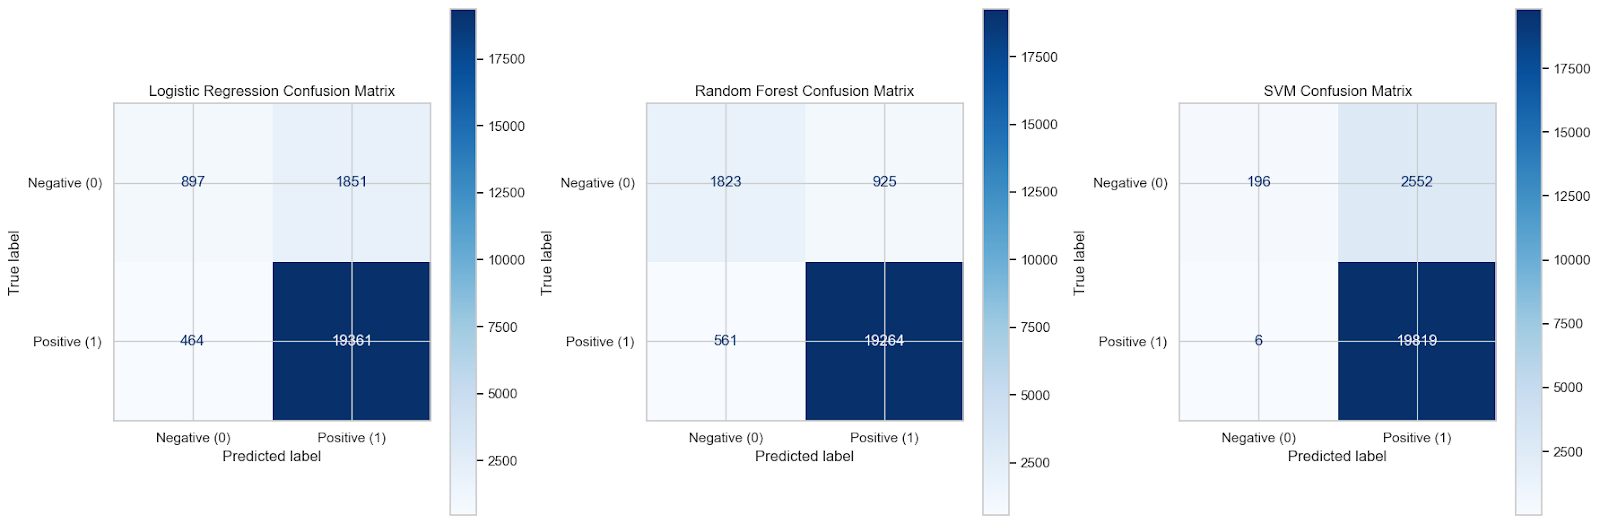 Logistic Regression Confusion Matrix
True label
Negative (0)
897
1851
Positive (1)
464
19361
Negative (0)
Positive (1)
Predicted label
17500
15000
12500
10000
7500
5000
2500
Random Forest Confusion Matrix
True label
Negative (0)
1823
925
Positive (1)
561
19264
Negative (0)
Positive (1)
Predicted label
17500
15000
12500
10000
7500
5000
2500
SVM Confusion Matrix
True label
Negative (0)
196
2552
Positive (1)
6
19819
Negative (0)
Positive (1)
Predicted label
17500
15000
12500
10000
7500
5000
2500